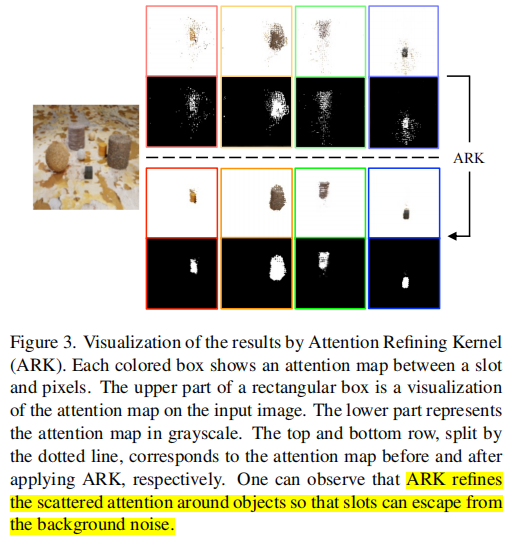 ARK
Figure 3. Visualization of the results by Attention Refining Kernel
(ARK). Each colored box shows an attention map between a slot
and pixels. The upper part of a rectangular box is a visualization
of the attention map on the input image. The lower part represents
the attention map in grayscale. The top and bottom row, split by
the dotted line, corresponds to the attention map before and after
applying ARK, respectively. One can observe that ARK refines
the scattered attention around objects so that slots can escape from
the background noise.